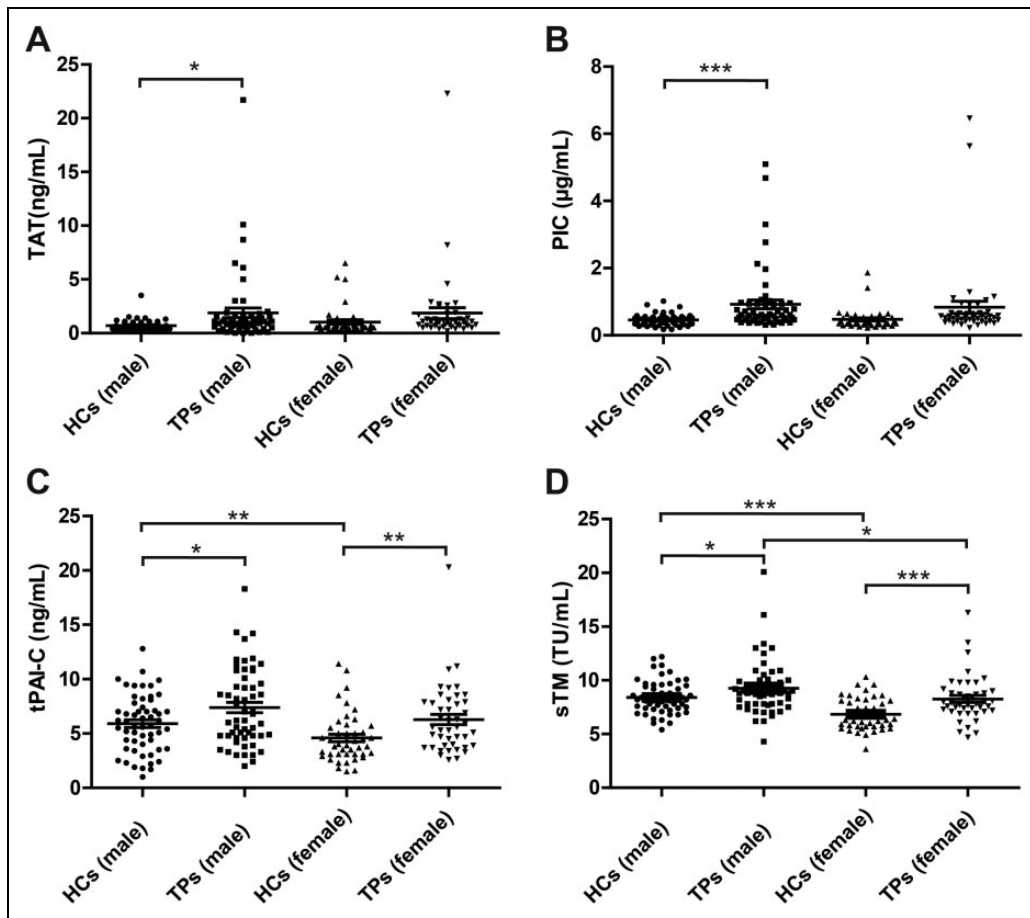 A
TAT(ng/mL)
25
20
15
10
5
0
*
HCs (male)
TPs (male)
HCs (female)
TPs (female)
B
PIC (µg/mL)
8
6
4
2
0
***
HCs (male)
TPs (male)
HCs (female)
TPs (female)
C
tPAI-C (ng/mL)
25
20
15
10
5
0
**
*
**
HCs (male)
TPs (male)
HCs (female)
TPs (female)
D
sTM (TU/mL)
25
20
15
10
5
0
***
*
*
***
HCs (male)
TPs (male)
HCs (female)
TPs (female)